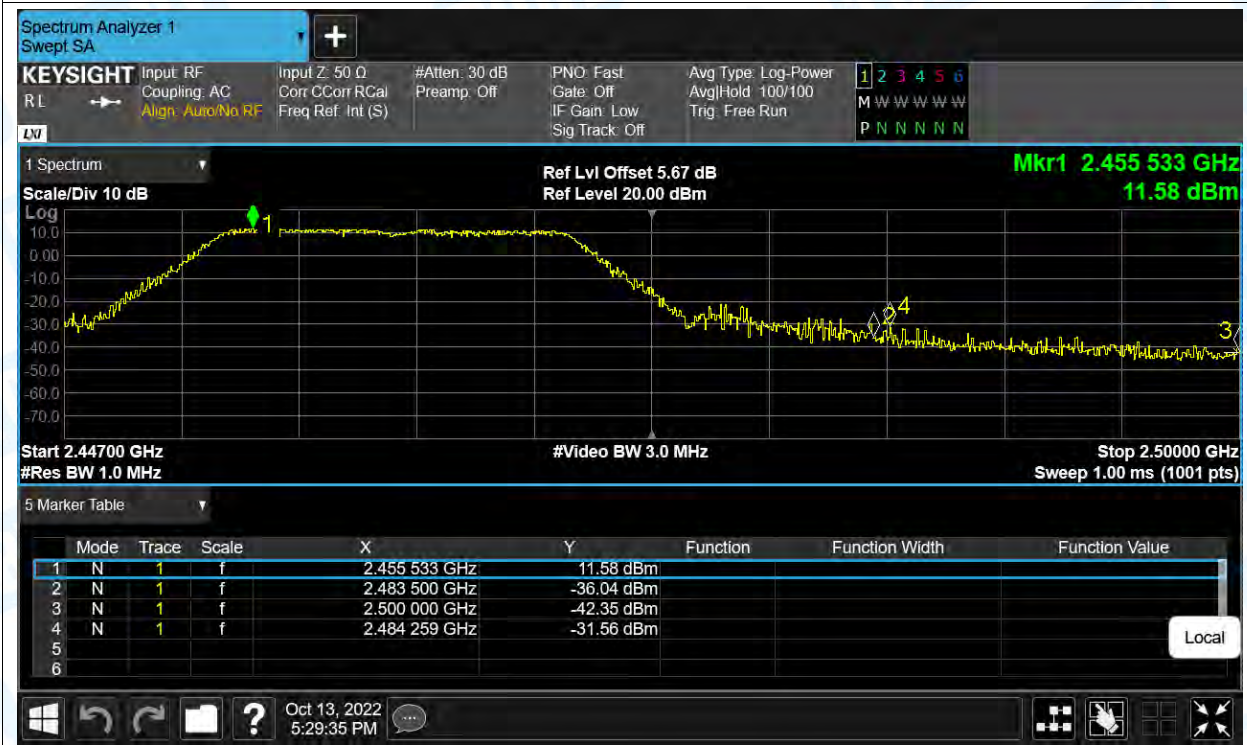 Spectrum Analyzer 1
Swept SA
+
KEYSIGHT Input: RF Input Z: 50 Ω #Atten: 30 dB PNO: Fast Avg Type: Log-Power 1 2 3 4 5 6
R L Coupling: AC Corr CCorr RCal Preamp: Off Gate: Off Avg|Hold: 100/100 M W W W W W
Align: Auto/No RF Freq Ref: Int (S) IF Gain: Low Trig: Free Run
LXI Sig Track: Off P N N N N N
1 Spectrum Ref Lvl Offset 5.67 dB Mkr1 2.455 533 GHz
Scale/Div 10 dB Ref Level 20.00 dBm 11.58 dBm
Log
10.0
0.00
-10.0
-20.0
-30.0
-40.0
-50.0
-60.0
-70.0
1
2
4
3
Start 2.44700 GHz #Video BW 3.0 MHz Stop 2.50000 GHz
#Res BW 1.0 MHz Sweep 1.00 ms (1001 pts)
5 Marker Table
Mode Trace Scale X Y Function Function Width Function Value
1 N 1 f 2.455 533 GHz 11.58 dBm
2 N 1 f 2.483 500 GHz -36.04 dBm
3 N 1 f 2.500 000 GHz -42.35 dBm
4 N 1 f 2.484 259 GHz -31.56 dBm
5
6
Local
? Oct 13, 2022
5:29:35 PM